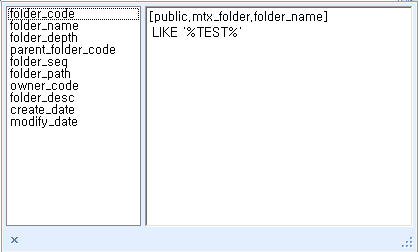 folder_code
folder_name
folder_depth
parent_folder_code
folder_seq
folder_path
owner_code
folder_desc
create_date
modify_date
[public,mtx_folder,folder_name]
LIKE '%TEST%'